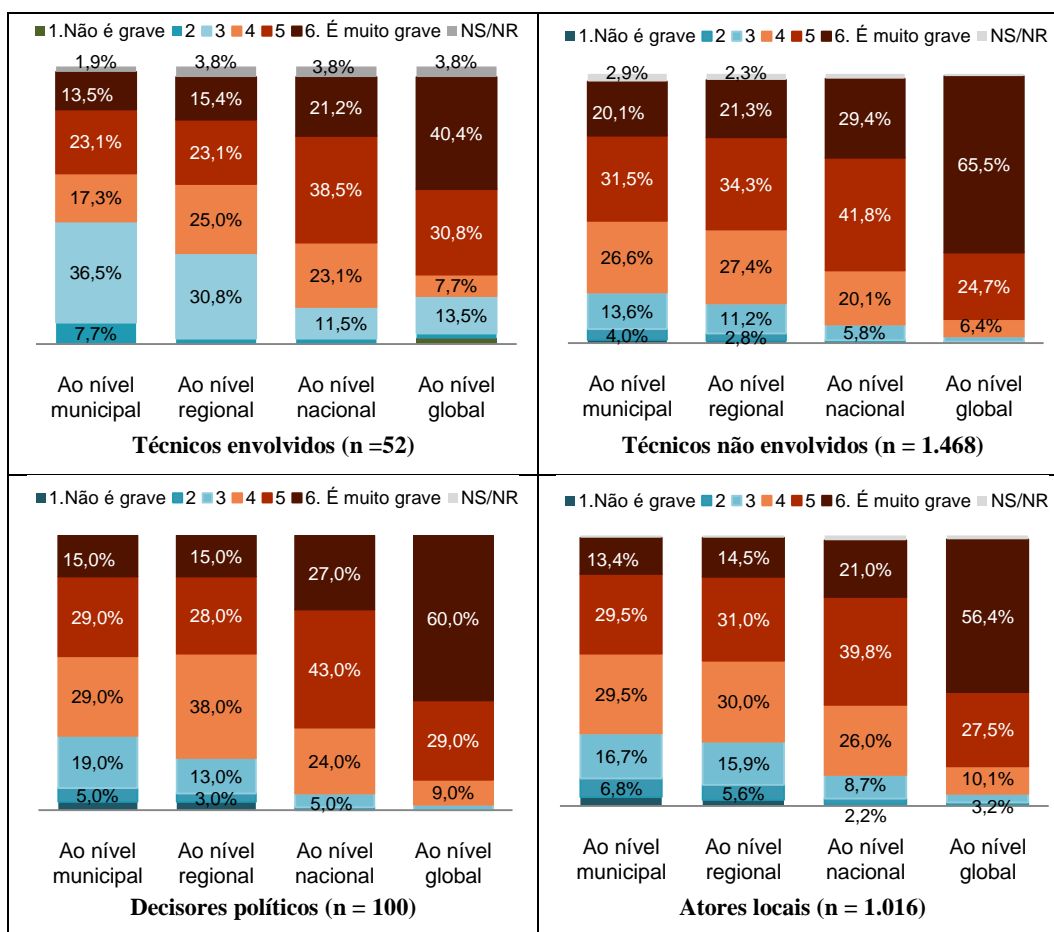 1.Não é grave 2 3 4 5 6. É muito grave NS/NR
1,9% 3,8% 3,8% 3,8%
13,5% 15,4% 21,2% 40,4%
23,1% 23,1% 38,5% 30,8%
17,3% 25,0% 23,1% 7,7%
36,5% 30,8% 11,5% 13,5%
7,7%
Ao nível municipal Ao nível regional Ao nível nacional Ao nível global
Técnicos envolvidos (n =52)
1.Não é grave 2 3 4 5 6. É muito grave NS/NR
2,9% 2,3%
20,1% 21,3% 29,4% 65,5%
31,5% 34,3% 41,8% 24,7%
26,6% 27,4% 20,1% 6,4%
13,6% 11,2% 5,8%
4,0% 2,8%
Ao nível municipal Ao nível regional Ao nível nacional Ao nível global
Técnicos não envolvidos (n = 1.468)
1.Não é grave 2 3 4 5 6. É muito grave NS/NR
15,0% 15,0% 27,0% 60,0%
29,0% 28,0% 43,0% 29,0%
29,0% 38,0% 24,0% 9,0%
19,0% 13,0% 5,0%
5,0% 3,0%
Ao nível municipal Ao nível regional Ao nível nacional Ao nível global
Decisores políticos (n = 100)
1.Não é grave 2 3 4 5 6. É muito grave NS/NR
13,4% 14,5% 21,0% 56,4%
29,5% 31,0% 39,8% 27,5%
29,5% 30,0% 26,0% 10,1%
16,7% 15,9% 8,7% 3,2%
6,8% 5,6% 2,2%
Ao nível municipal Ao nível regional Ao nível nacional Ao nível global
Atores locais (n = 1.016)